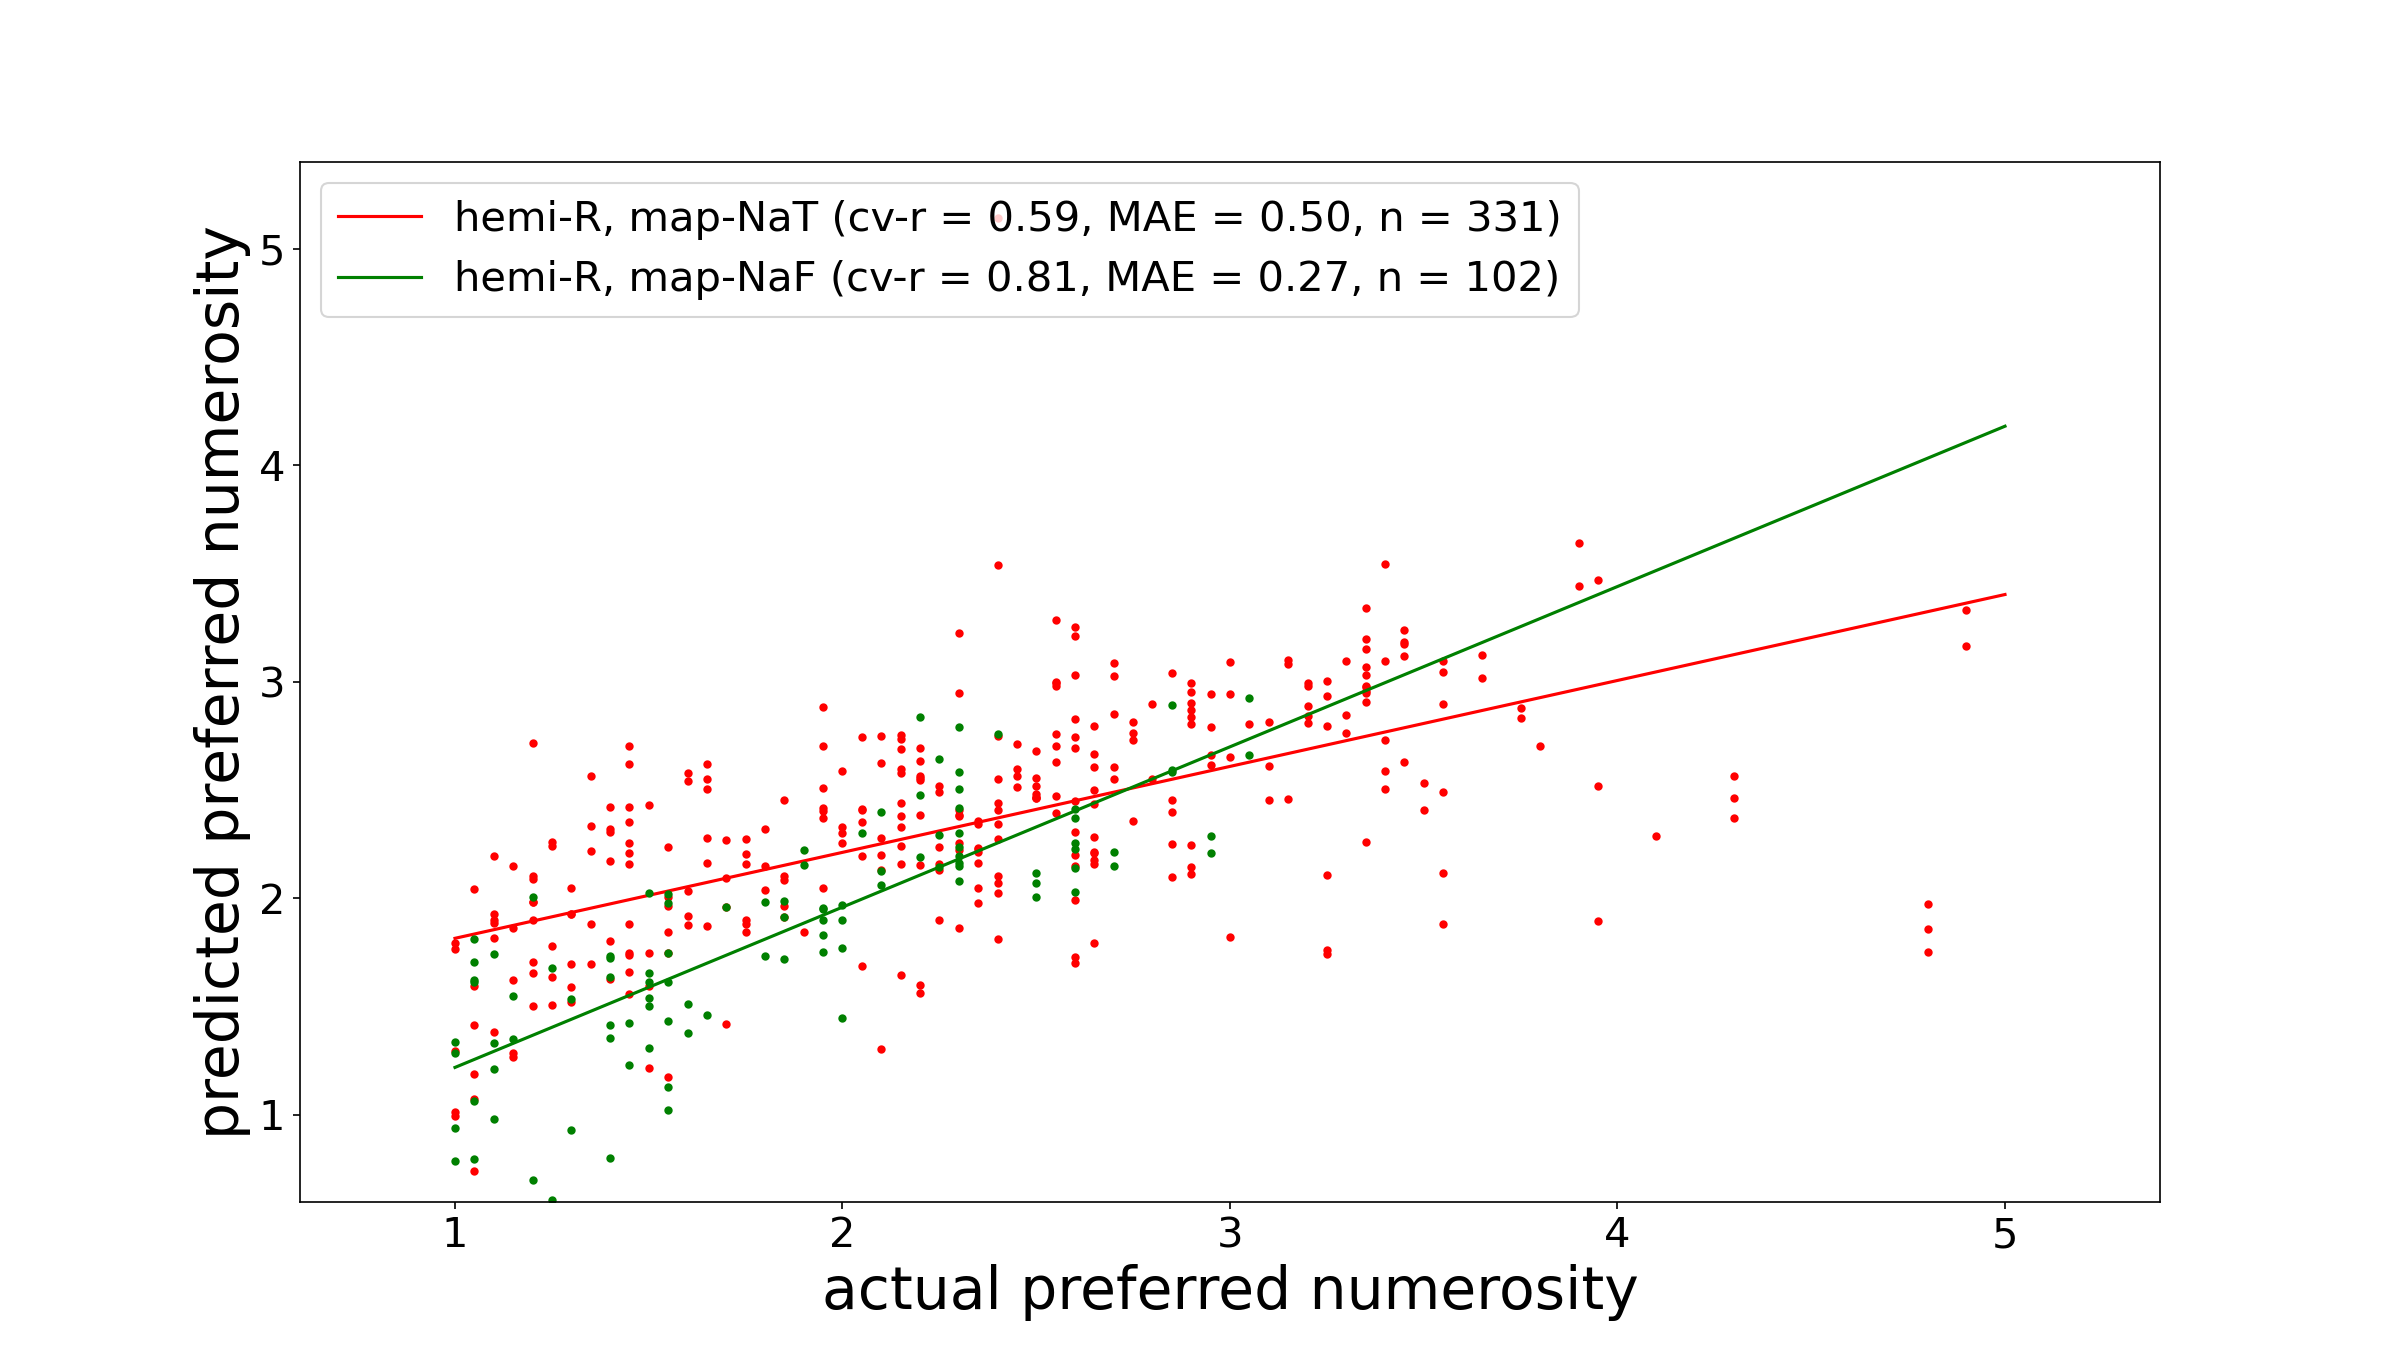 hemi-R, map-NaT (cv-r = 0.59, MAE = 0.50, n = 331)
hemi-R, map-NaF (cv-r = 0.81, MAE = 0.27, n = 102)
predicted preferred numerosity
5
4
3
2
1
1 2 3 4 5
actual preferred numerosity